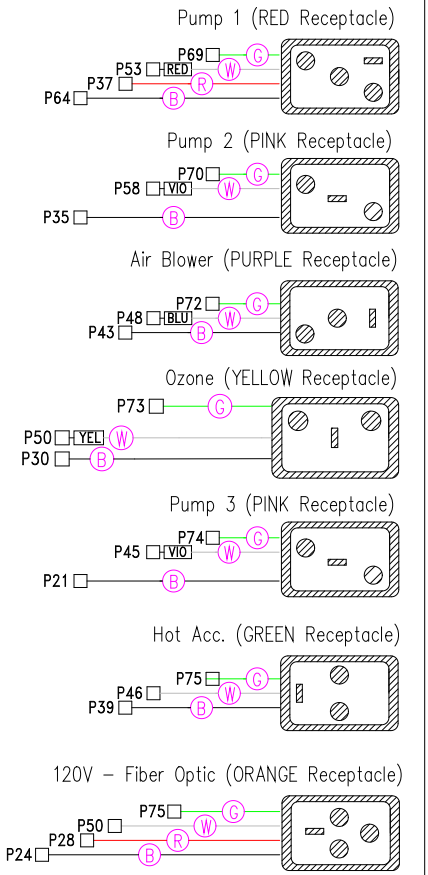 Pump 1 (RED Receptacle)
P69 G
P53 RED W
P37 R
P64 B
Pump 2 (PINK Receptacle)
P70 G
P58 VIO W
P35 B
Air Blower (PURPLE Receptacle)
P72 G
P48 BLU W
P43 B
Ozone (YELLOW Receptacle)
P73 G
P50 YEL W
P30 B
Pump 3 (PINK Receptacle)
P74 G
P45 VIO W
P21 B
Hot Acc. (GREEN Receptacle)
P75 G
P46 W
P39 B
120V – Fiber Optic (ORANGE Receptacle)
P75 G
P50 W
P28 R
P24 B